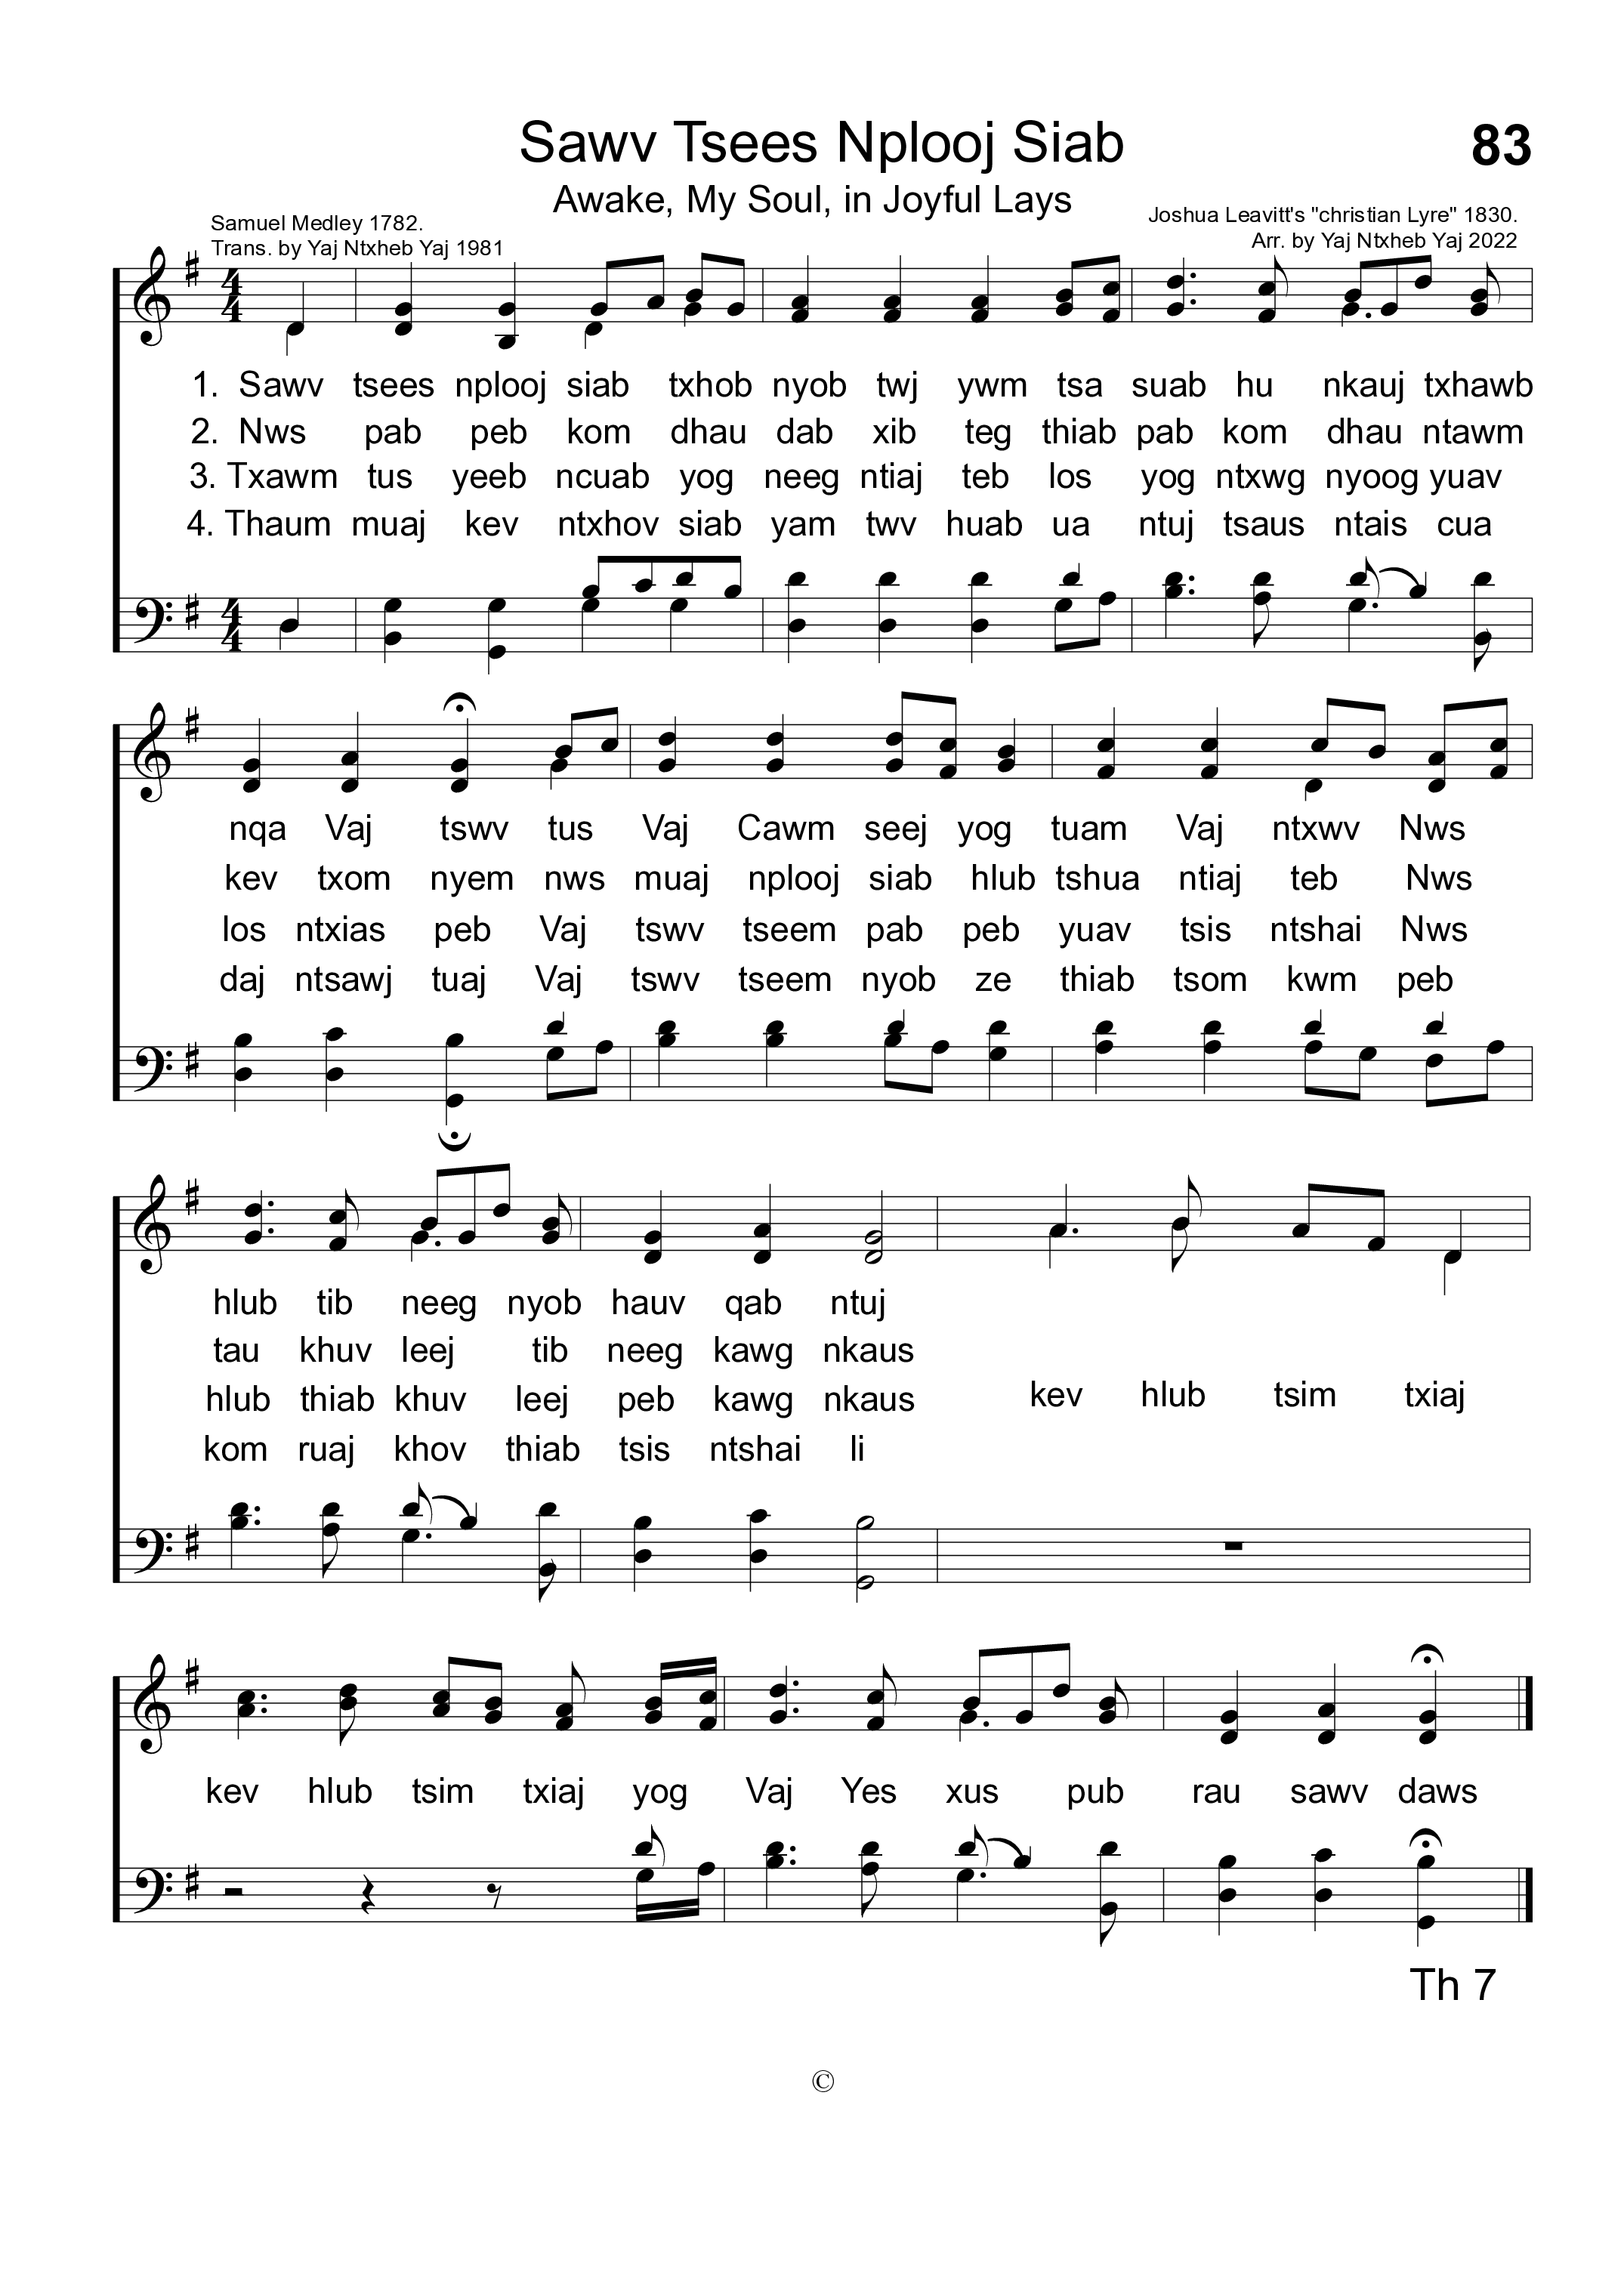 Sawv Tsees Nplooj Siab
83
Awake, My Soul, in Joyful Lays
Samuel Medley 1782.
Trans. by Yaj Ntxheb Yaj 1981
Joshua Leavitt's "christian Lyre" 1830.
Arr. by Yaj Ntxheb Yaj 2022
4
4
1. Sawv tsees nplooj siab txhob nyob twj ywm tsa suab hu nkauj txhawb
2. Nws pab peb kom dhau dab xib teg thiab pab kom dhau ntawm
3. Txawm tus yeeb ncuab yog neeg ntiaj teb los yog ntxwg nyoog yuav
4. Thaum muaj kev ntxhov siab yam twv huab ua ntuj tsaus ntais cua
4
4
nqa Vaj tswv tus Vaj Cawm seej yog tuam Vaj ntxwv Nws
kev txom nyem nws muaj nplooj siab hlub tshua ntiaj teb Nws
los ntxias peb Vaj tswv tseem pab peb yuav tsis ntshai Nws
daj ntsawj tuaj Vaj tswv tseem nyob ze thiab tsom kwm peb
hlub tib neeg nyob hauv qab ntuj
tau khuv leej tib neeg kawg nkaus
hlub thiab khuv leej peb kawg nkaus kev hlub tsim txiaj
kom ruaj khov thiab tsis ntshai li
kev hlub tsim txiaj yog Vaj Yes xus pub rau sawv daws
Th 7
©